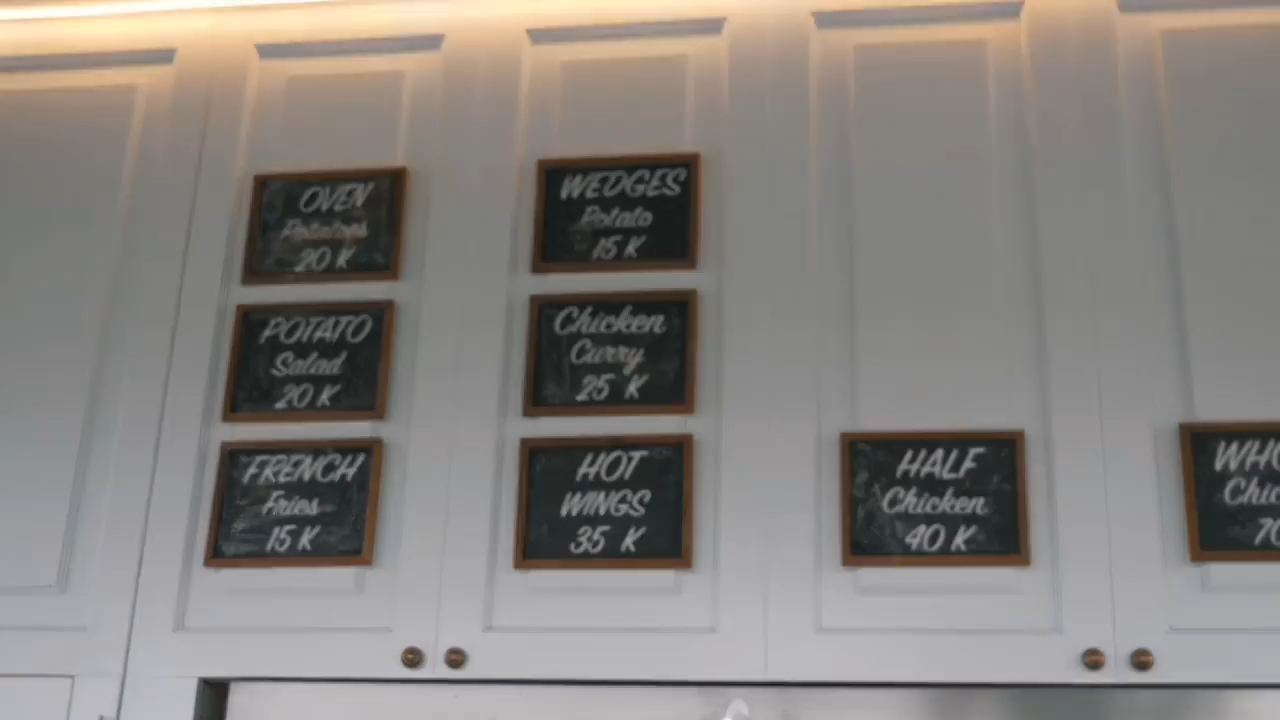 OVEN
Potatoes
20 K
POTATO
Salad
20 K
FRENCH
Fries
15 K
WEDGES
Potato
15 K
Chicken
Curry
25 K
HOT
WINGS
35 K
HALF
Chicken
40 K